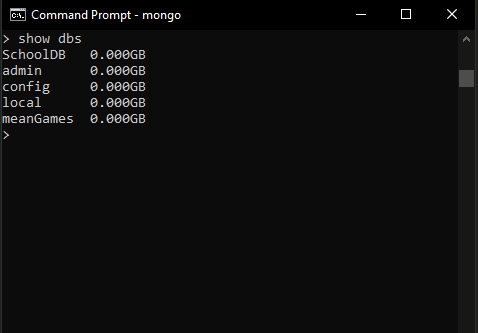 Command Prompt - mongo
> show dbs
SchoolDB   0.000GB
admin      0.000GB
config     0.000GB
local      0.000GB
meanGames  0.000GB
>